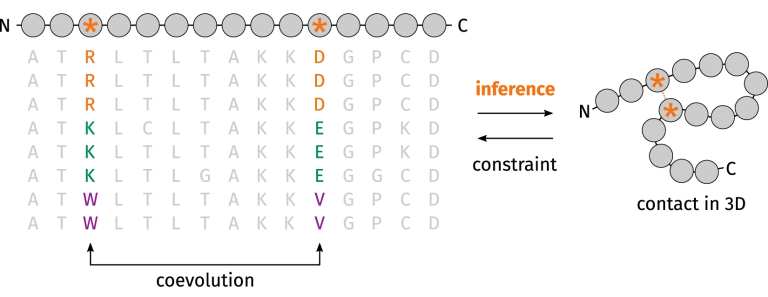 N * * C
A T R L T L T A K K D G P C D
A T R L T L T A K K D G P C D
A T R L T L T A K K D G P C D
A T K L C L T A K K E G P K D
A T K L T L T A K K E G P K D
A T K L T L G A K K E G G C D
A T W L T L T A K K V G P C D
A T W L T L T A K K V G P C D
coevolution
inference
constraint
N * * C
contact in 3D